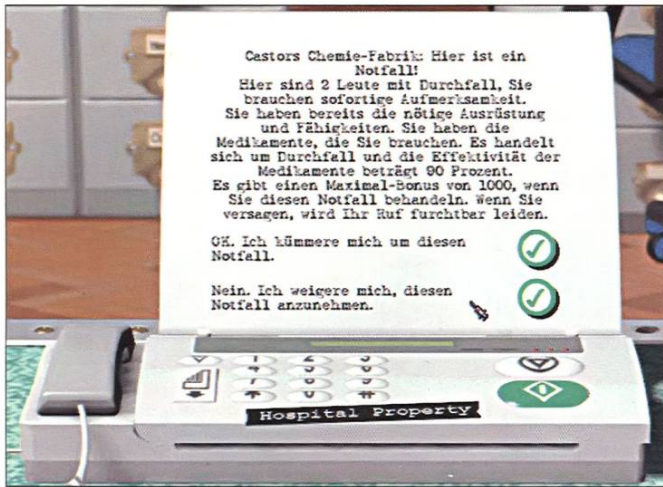 Castors Chemie-Fabrik: Hier ist ein
Notfall!
Hier sind 2 Leute mit Durchfall, Sie
brauchen sofortige Aufmerksamkeit.
Sie haben bereits die nötige Ausrüstung
und Fähigkeiten. Sie haben die
Medikamente, die Sie brauchen. Es handelt
sich um Durchfall und die Effektivität der
Medikamente beträgt 90 Prozent.
Es gibt einen Maximal-Bonus von 1000, wenn
Sie diesen Notfall behandeln. Wenn Sie
versagen, wird Ihr Ruf furchtbar leiden.
OK. Ich kümmere mich um diesen
Notfall.
Nein. Ich weigere mich, diesen
Notfall anzunehmen.
Hospital Property